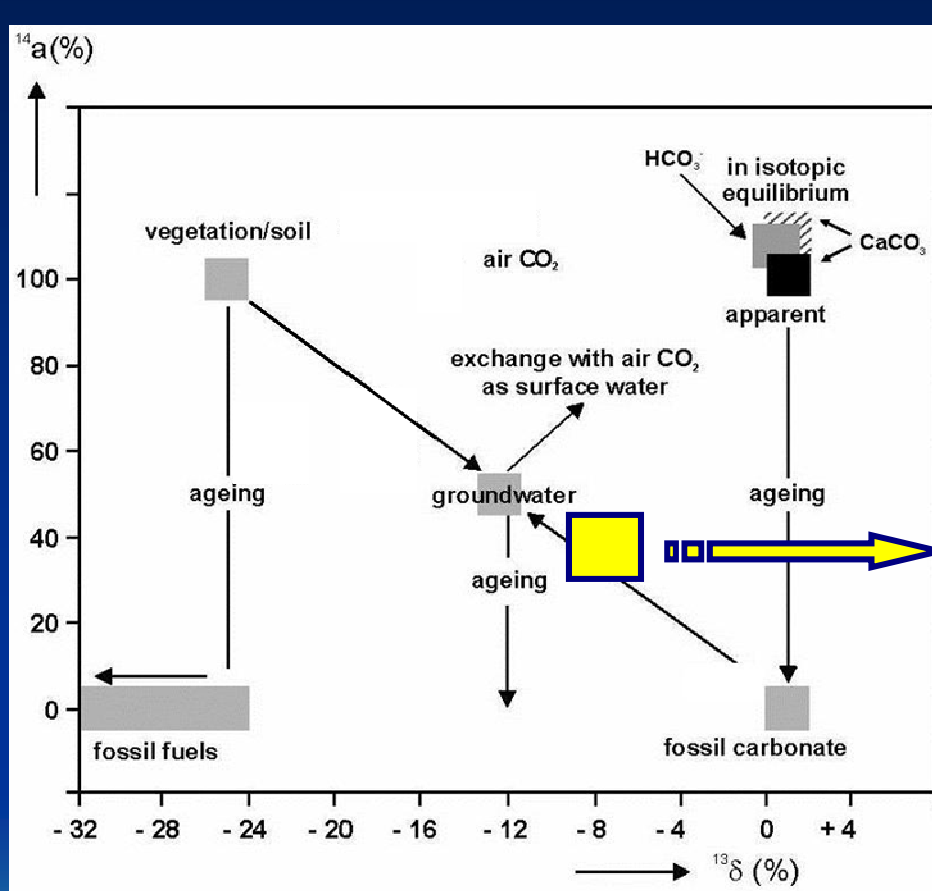 ¹⁴a(%)
HCO₃⁻
in isotopic
equilibrium
vegetation/soil
CaCO₃
air CO₂
100
apparent
exchange with air CO₂
as surface water
80
60
ageing
groundwater
ageing
40
ageing
20
0
fossil fuels
fossil carbonate
- 32
- 28
- 24
- 20
- 16
- 12
- 8
- 4
0
+ 4
¹³δ (%)